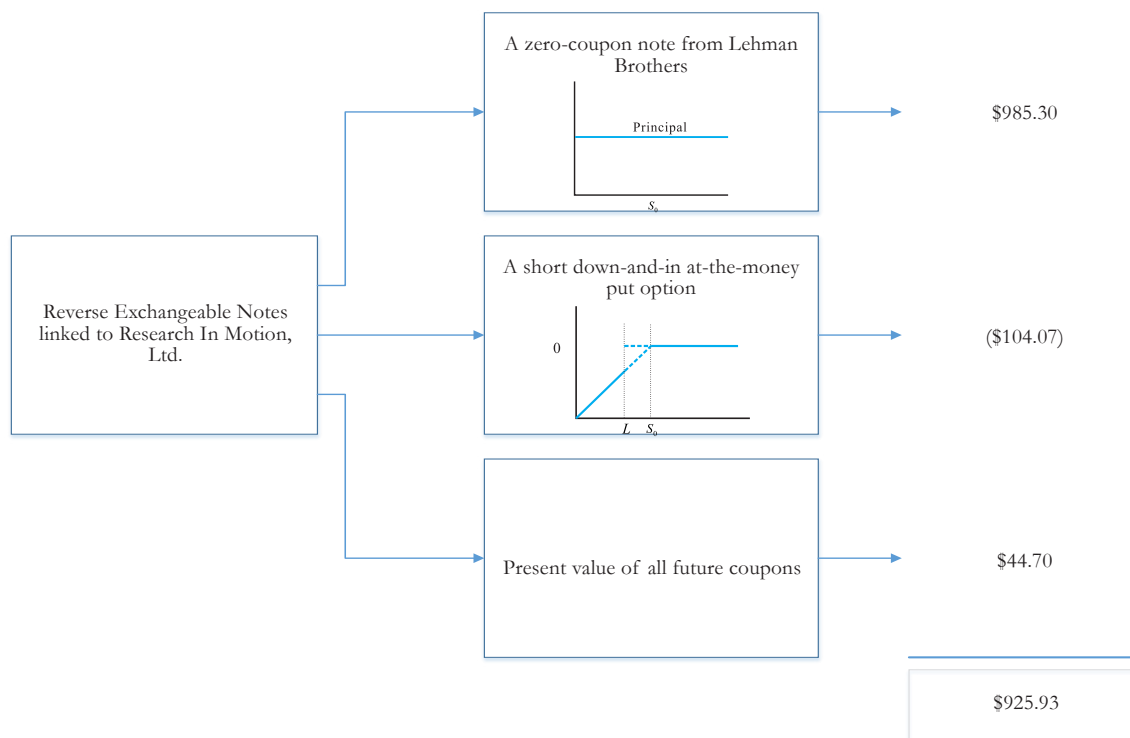 A zero-coupon note from Lehman
Brothers
Principal
S₀
$985.30
Reverse Exchangeable Notes
linked to Research In Motion,
Ltd.
A short down-and-in at-the-money
put option
0
L S₀
($104.07)
Present value of all future coupons
$44.70
$925.93